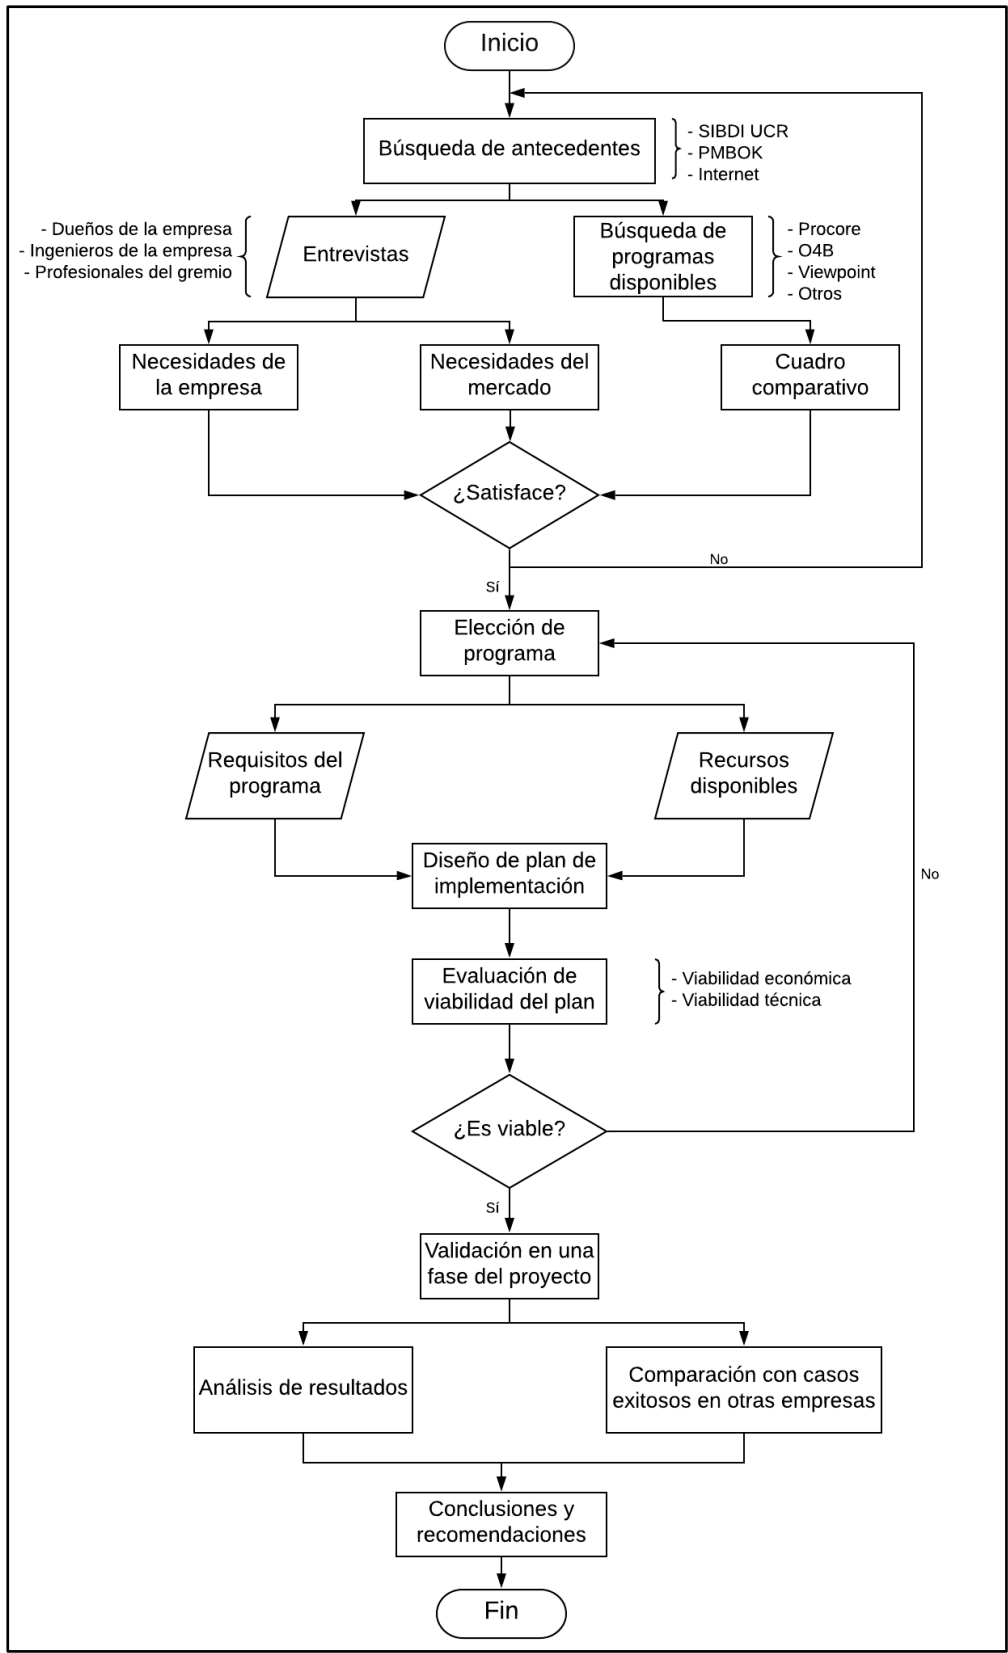 Inicio
Búsqueda de antecedentes
- SIBDI UCR
- PMBOK
- Internet
- Dueños de la empresa
- Ingenieros de la empresa
- Profesionales del gremio
Entrevistas
Búsqueda de
programas
disponibles
- Procore
- O4B
- Viewpoint
- Otros
Necesidades de
la empresa
Necesidades del
mercado
Cuadro
comparativo
¿Satisface?
No
Sí
Elección de
programa
Requisitos del
programa
Recursos
disponibles
Diseño de plan de
implementación
No
Evaluación de
viabilidad del plan
- Viabilidad económica
- Viabilidad técnica
¿Es viable?
Sí
Validación en una
fase del proyecto
Análisis de resultados
Comparación con casos
exitosos en otras empresas
Conclusiones y
recomendaciones
Fin